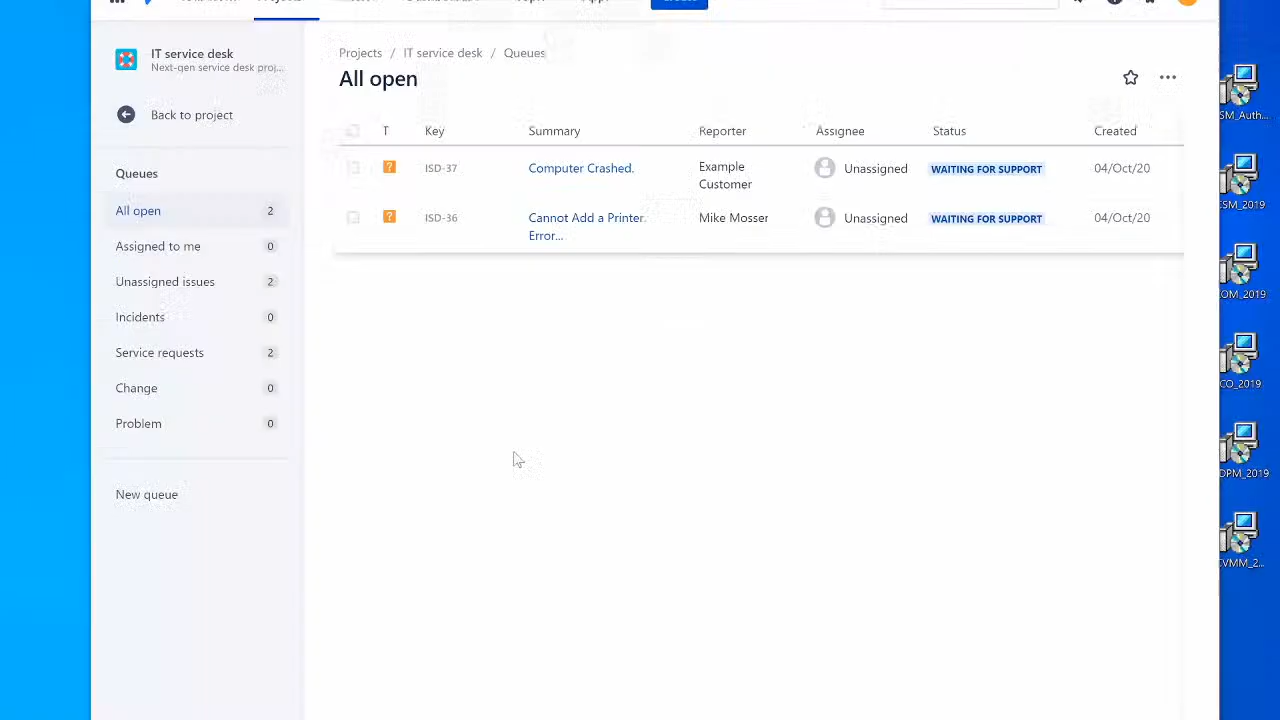 IT service desk
Next-gen service desk proj...
Back to project
Queues
All open 2
Assigned to me 0
Unassigned issues 2
Incidents 0
Service requests 2
Change 0
Problem 0
New queue
Projects / IT service desk / Queues
All open
T Key Summary Reporter Assignee Status Created
? ISD-37 Computer Crashed. Example Unassigned WAITING FOR SUPPORT 04/Oct/20
Customer
? ISD-36 Cannot Add a Printer. Mike Mosser Unassigned WAITING FOR SUPPORT 04/Oct/20
Error...
SM_Auth...
SM_2019
OM_2019
CO_2019
DPM_2019
VMM_2...